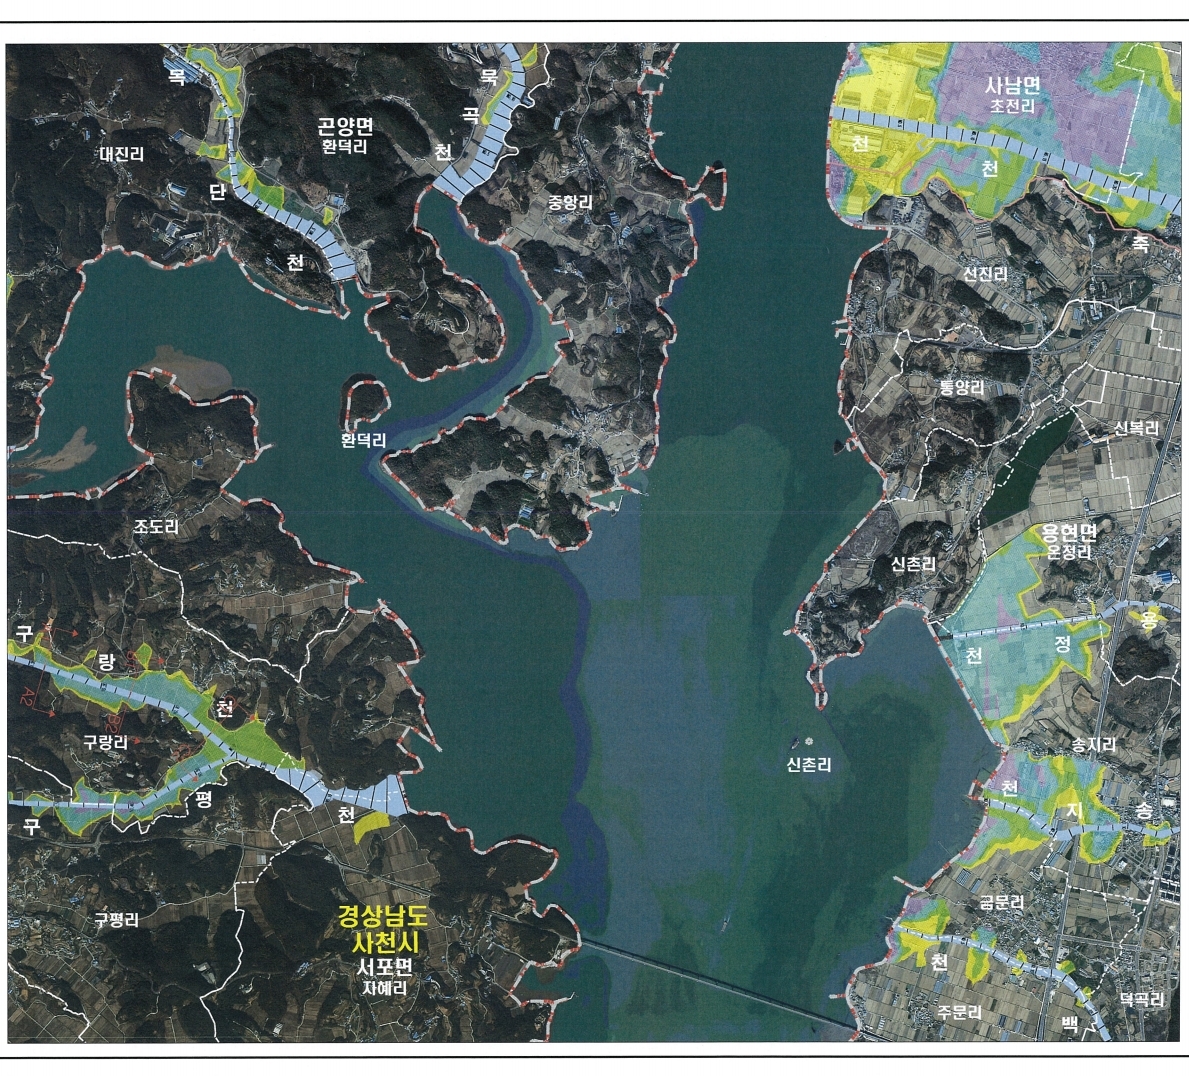 목
묵
사남면
초전리
곤양면
환덕리
곡
천
천
대진리
천
천
단
중항리
축
천
선진리
통양리
신복리
환덕리
조도리
용현면
온정리
신촌리
용
구
랑
정
천
천
구랑리
송지리
신촌리
천
평
지
송
천
구
금문리
경상남도
사천시
서포면
자혜리
구평리
천
덕곡리
주문리
백